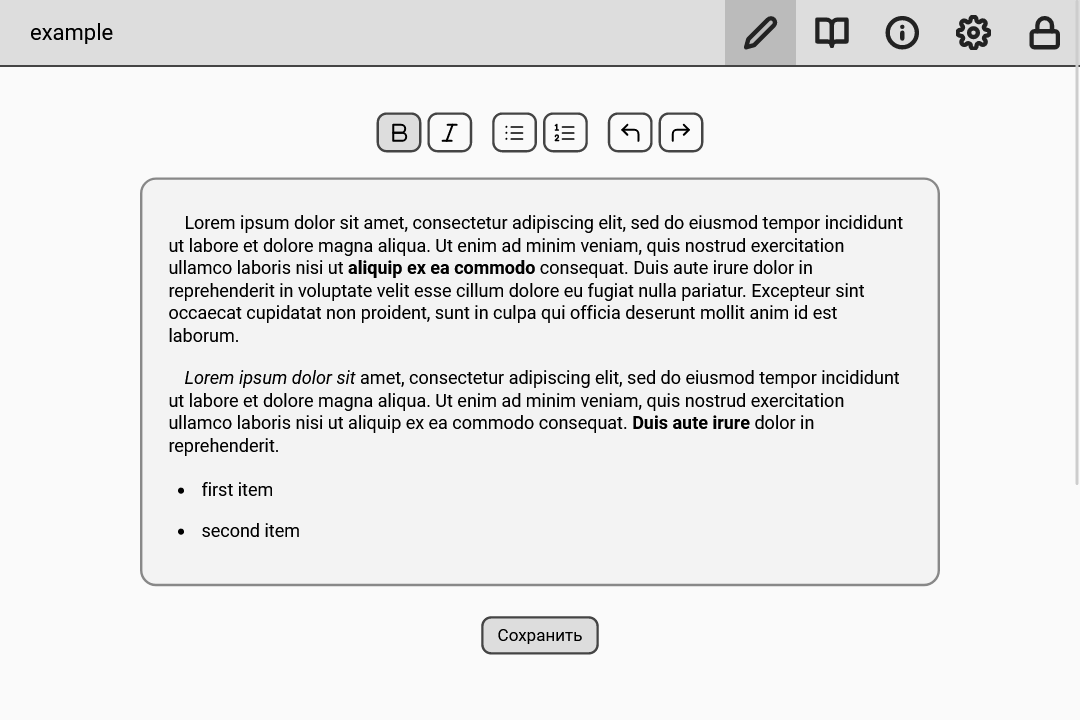 example
B I 1 2
Lorem ipsum dolor sit amet, consectetur adipiscing elit, sed do eiusmod tempor incididunt
ut labore et dolore magna aliqua. Ut enim ad minim veniam, quis nostrud exercitation
ullamco laboris nisi ut aliquip ex ea commodo consequat. Duis aute irure dolor in
reprehenderit in voluptate velit esse cillum dolore eu fugiat nulla pariatur. Excepteur sint
occaecat cupidatat non proident, sunt in culpa qui officia deserunt mollit anim id est
laborum.
Lorem ipsum dolor sit amet, consectetur adipiscing elit, sed do eiusmod tempor incididunt
ut labore et dolore magna aliqua. Ut enim ad minim veniam, quis nostrud exercitation
ullamco laboris nisi ut aliquip ex ea commodo consequat. Duis aute irure dolor in
reprehenderit.
• first item
• second item
Сохранить